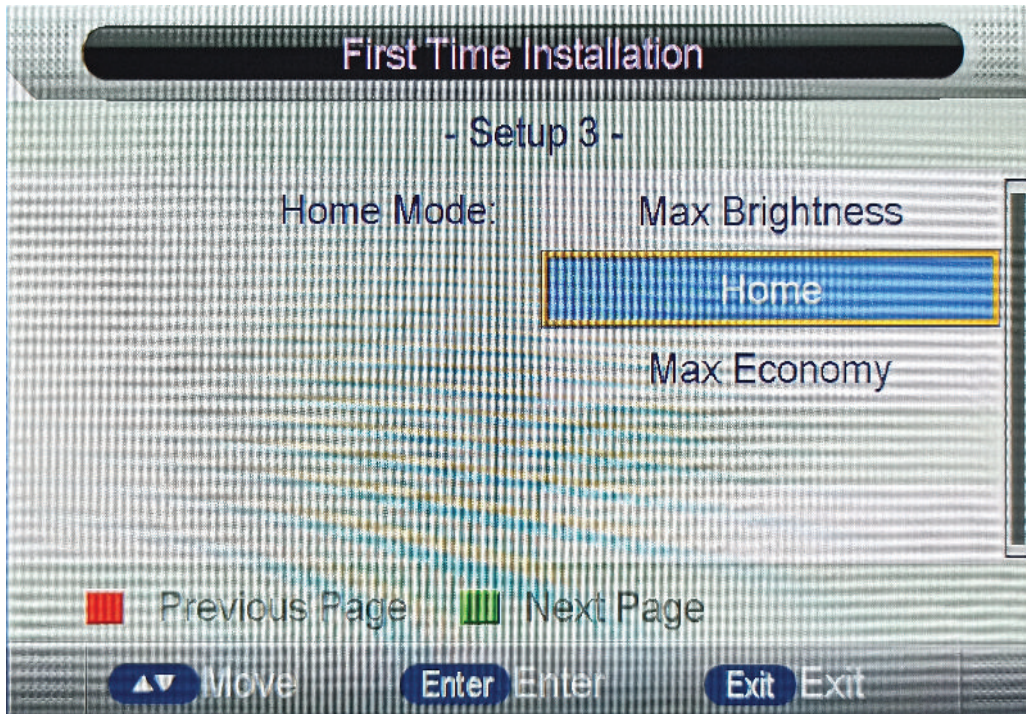 First Time Installation
- Setup 3 -
Home Mode: Max Brightness
Home
Max Economy
Previous Page Next Page
Move Enter Enter Exit Exit